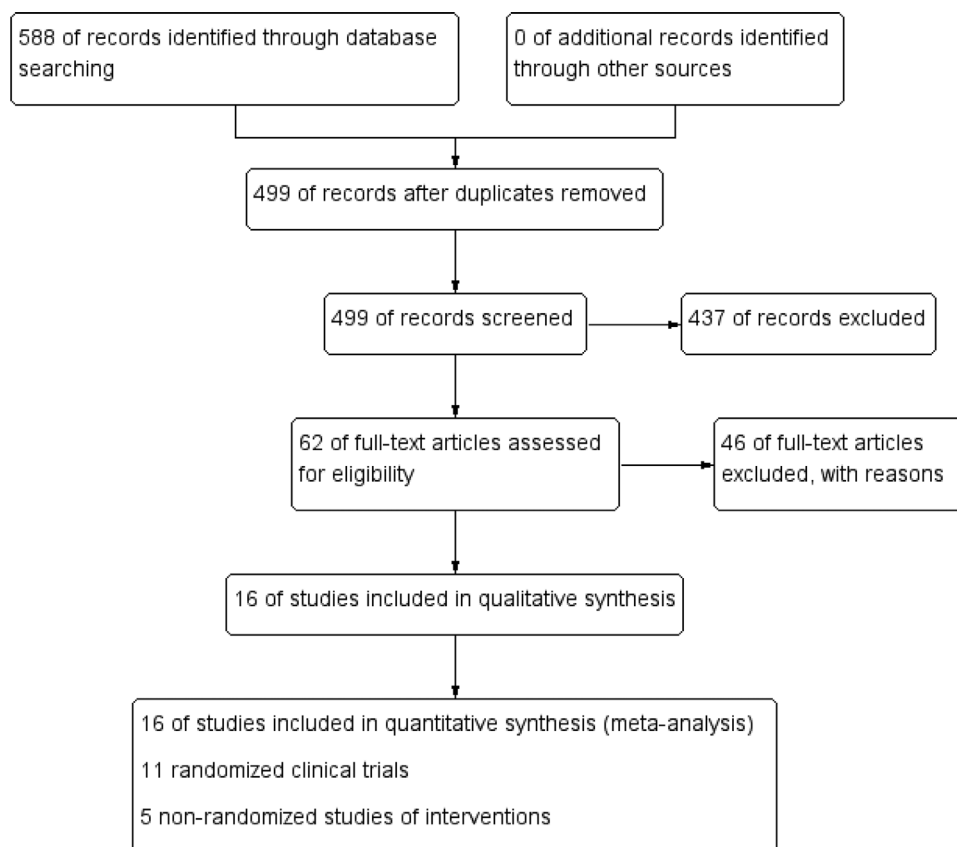 588 of records identified through database
searching
0 of additional records identified
through other sources
499 of records after duplicates removed
499 of records screened
437 of records excluded
62 of full-text articles assessed
for eligibility
46 of full-text articles
excluded, with reasons
16 of studies included in qualitative synthesis
16 of studies included in quantitative synthesis (meta-analysis)
11 randomized clinical trials
5 non-randomized studies of interventions